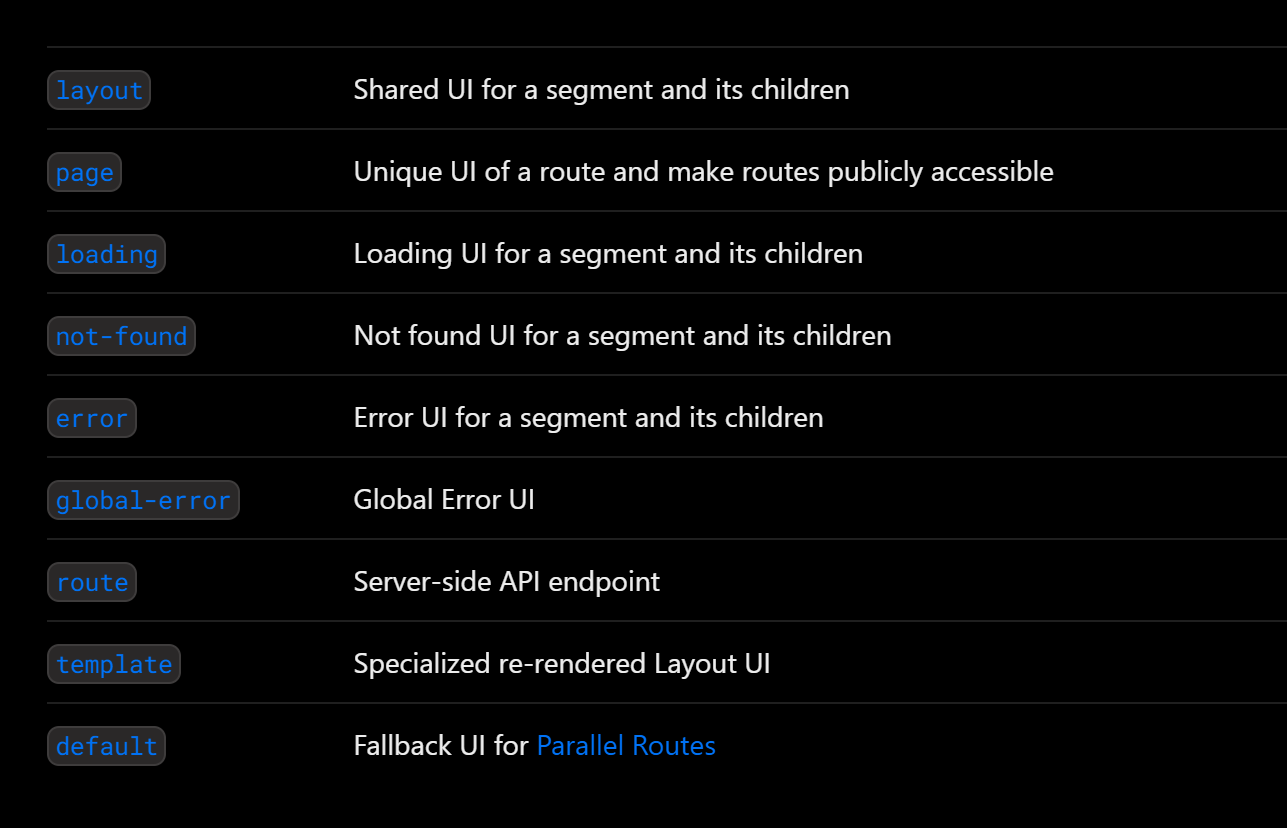 layout Shared UI for a segment and its children
page Unique UI of a route and make routes publicly accessible
loading Loading UI for a segment and its children
not-found Not found UI for a segment and its children
error Error UI for a segment and its children
global-error Global Error UI
route Server-side API endpoint
template Specialized re-rendered Layout UI
default Fallback UI for Parallel Routes